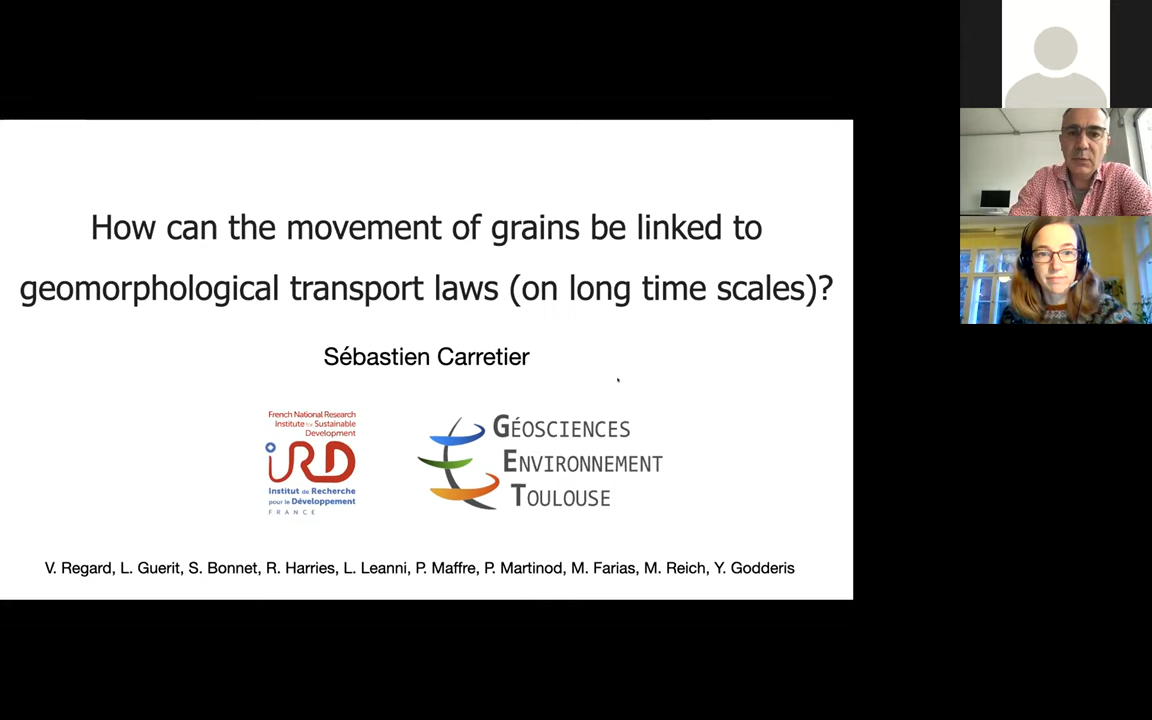 How can the movement of grains be linked to
geomorphological transport laws (on long time scales)?
Sébastien Carretier
French National Research
Institute for Sustainable
Development
IRD
Institut de Recherche
pour le Développement
FRANCE
GÉOSCIENCES
ENVIRONNEMENT
TOULOUSE
V. Regard, L. Guerit, S. Bonnet, R. Harries, L. Leanni, P. Maffre, P. Martinod, M. Farias, M. Reich, Y. Godderis